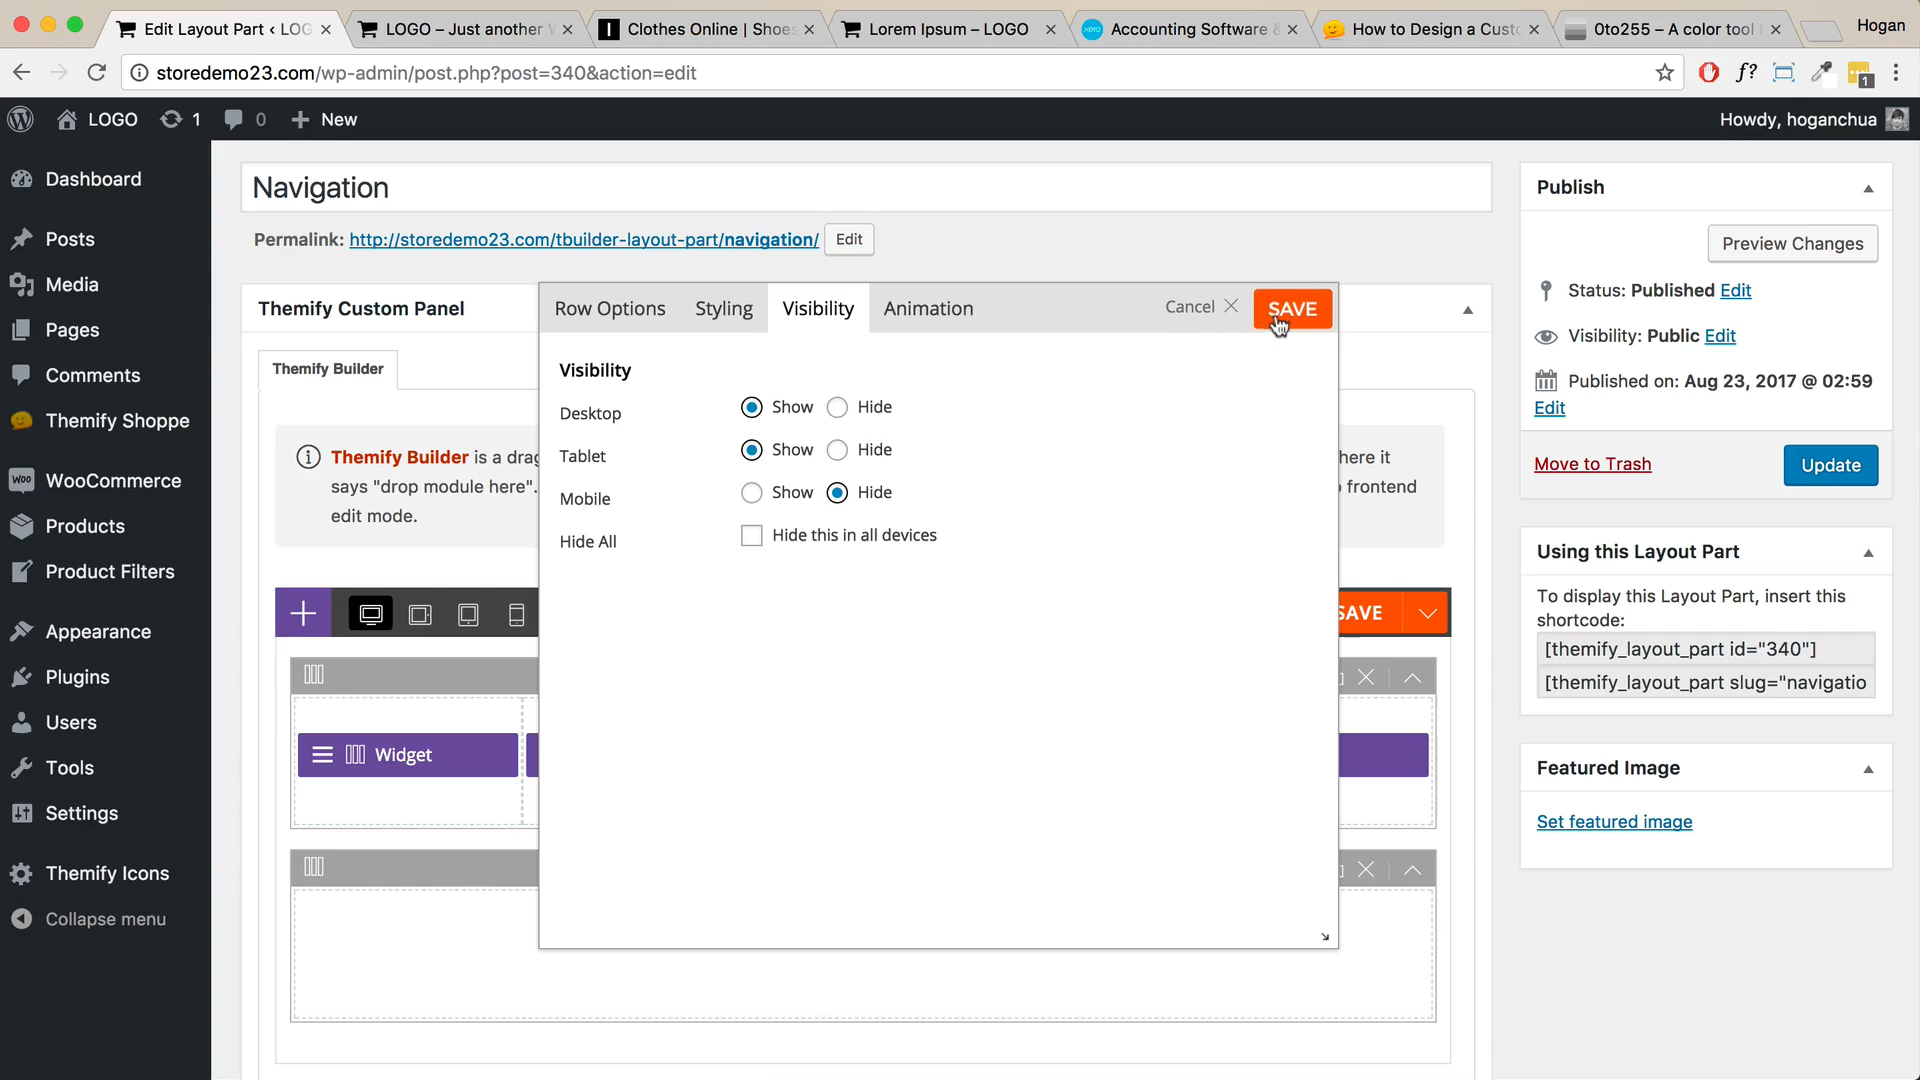 Edit Layout Part ‹ LOG
LOGO – Just another W
Clothes Online | Shoes
Lorem Ipsum – LOGO
Accounting Software &
How to Design a Custo
0to255 – A color tool
Hogan
storedemo23.com/wp-admin/post.php?post=340&action=edit
f?
1
LOGO
1
0
New
Howdy, hoganchua
Dashboard
Posts
Media
Pages
Comments
Themify Shoppe
WooCommerce
Products
Product Filters
Appearance
Plugins
Users
Tools
Settings
Themify Icons
Collapse menu
Navigation
Permalink: http://storedemo23.com/tbuilder-layout-part/navigation/ Edit
Themify Custom Panel
Themify Builder
Themify Builder is a drag
says "drop module here".
edit mode.
here it
frontend
Row Options
Styling
Visibility
Animation
Cancel
SAVE
Visibility
Desktop Show Hide
Tablet Show Hide
Mobile Show Hide
Hide All Hide this in all devices
SAVE
Widget
Publish
Preview Changes
Status: Published Edit
Visibility: Public Edit
Published on: Aug 23, 2017 @ 02:59
Edit
Move to Trash
Update
Using this Layout Part
To display this Layout Part, insert this
shortcode:
[themify_layout_part id="340"]
[themify_layout_part slug="navigatio
Featured Image
Set featured image